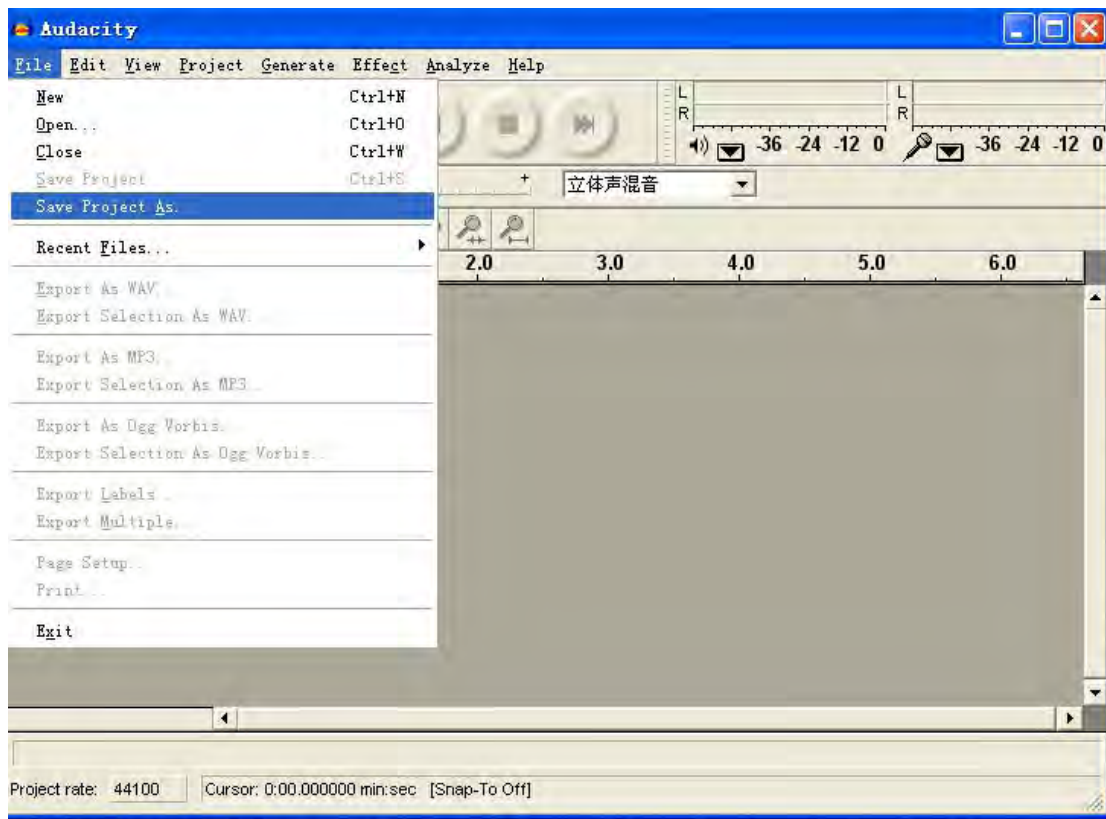 Audacity
File Edit View Project Generate Effect Analyze Help
New Ctrl+N
Open... Ctrl+O
Close Ctrl+W
Save Project Ctrl+S
Save Project As.
Recent Files...
Export As WAV.
Export Selection As WAV.
Export As MP3.
Export Selection As MP3...
Export As Ogg Vorbis.
Export Selection As Ogg Vorbis...
Export Labels...
Export Multiple.
Page Setup...
Print...
Exit
L
R
-36 -24 -12 0
L
R
-36 -24 -12 0
+ 立体声混音
2.0 3.0 4.0 5.0 6.0
Project rate: 44100 Cursor: 0:00.000000 min:sec [Snap-To Off]